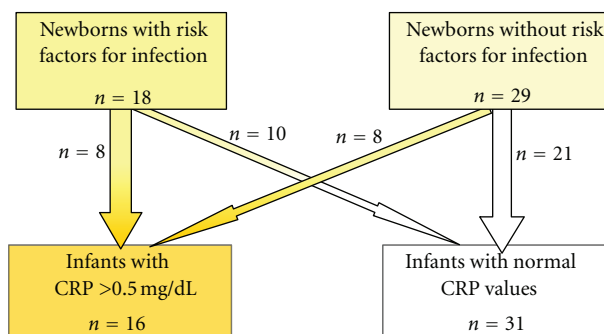 Newborns with risk
factors for infection
n = 18
Newborns without risk
factors for infection
n = 29
n = 8
n = 10
n = 8
n = 21
Infants with
CRP >0.5 mg/dL
n = 16
Infants with normal
CRP values
n = 31